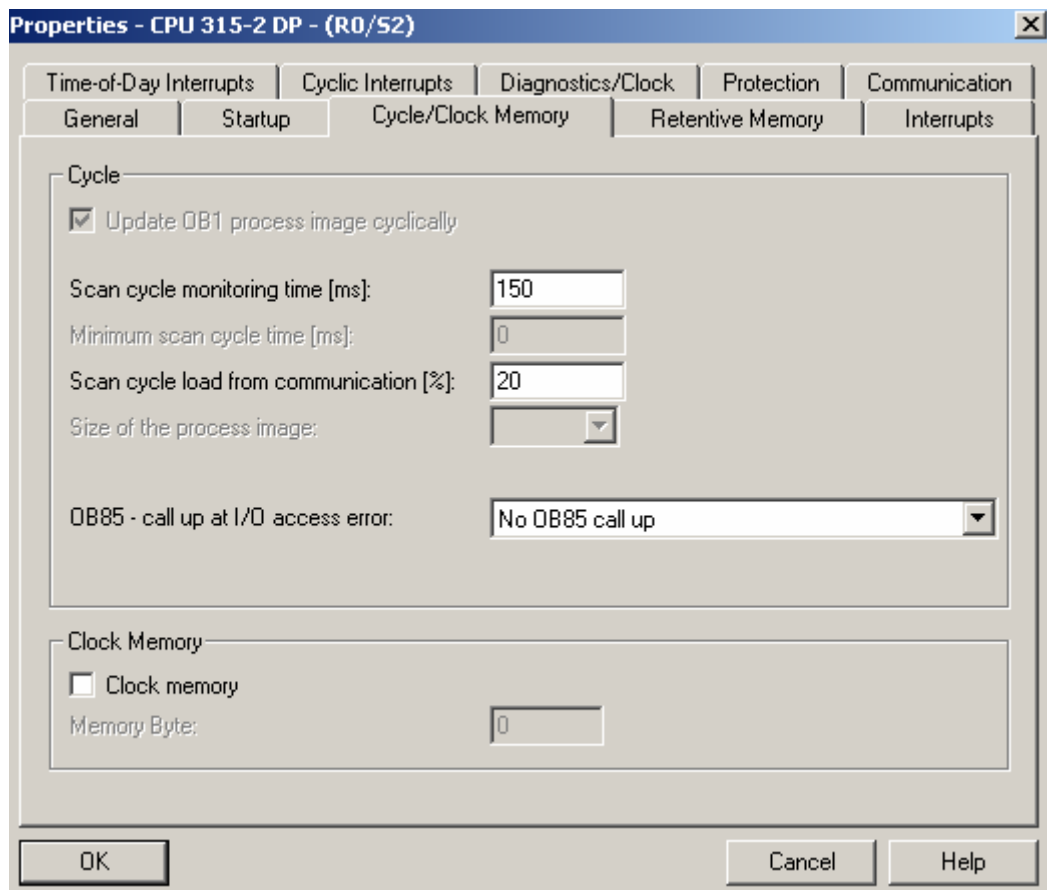 Properties - CPU 315-2 DP - (R0/S2)
Time-of-Day Interrupts Cyclic Interrupts Diagnostics/Clock Protection Communication
General Startup Cycle/Clock Memory Retentive Memory Interrupts
Cycle
Update OB1 process image cyclically
Scan cycle monitoring time [ms]: 150
Minimum scan cycle time [ms]: 0
Scan cycle load from communication [%]: 20
Size of the process image:
OB85 - call up at I/O access error: No OB85 call up
Clock Memory
Clock memory
Memory Byte: 0
OK Cancel Help